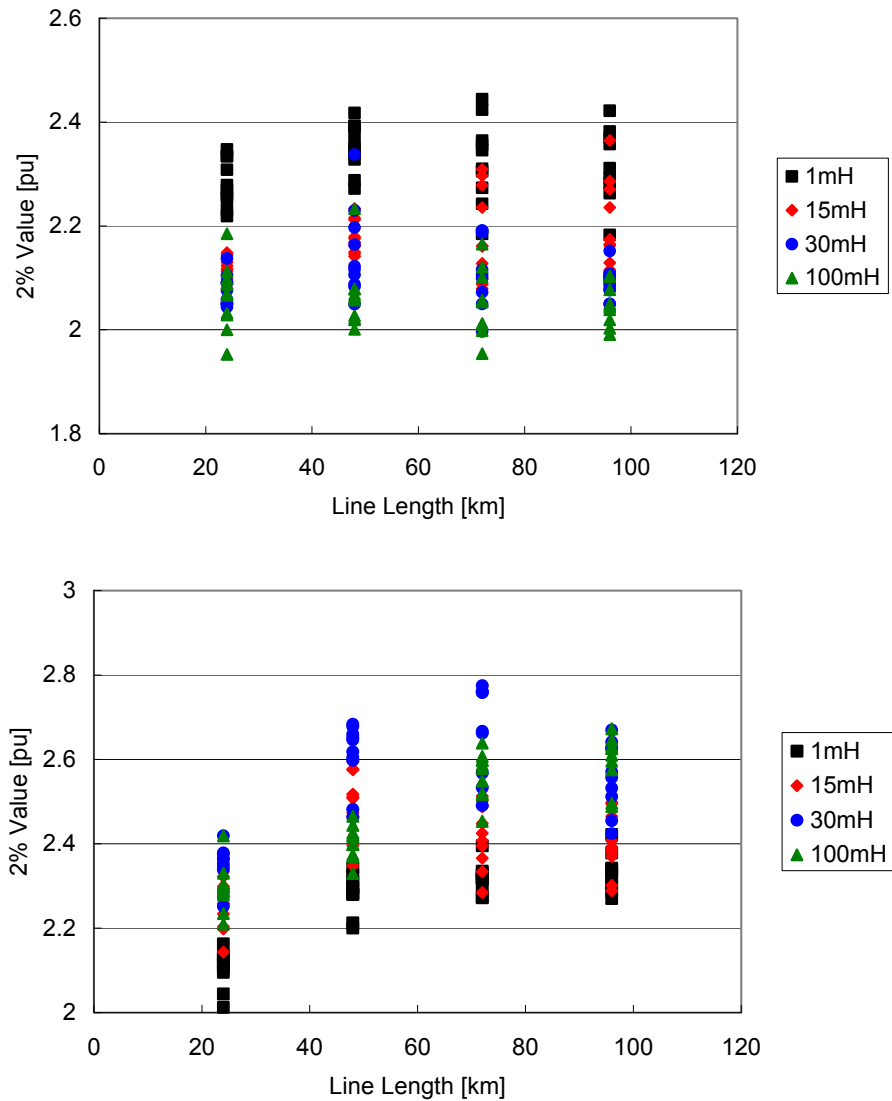 2.6
2.4
2.2
2
1.8
2% Value [pu]
0 20 40 60 80 100 120
Line Length [km]
1mH
15mH
30mH
100mH
3
2.8
2.6
2.4
2.2
2
2% Value [pu]
0 20 40 60 80 100 120
Line Length [km]
1mH
15mH
30mH
100mH